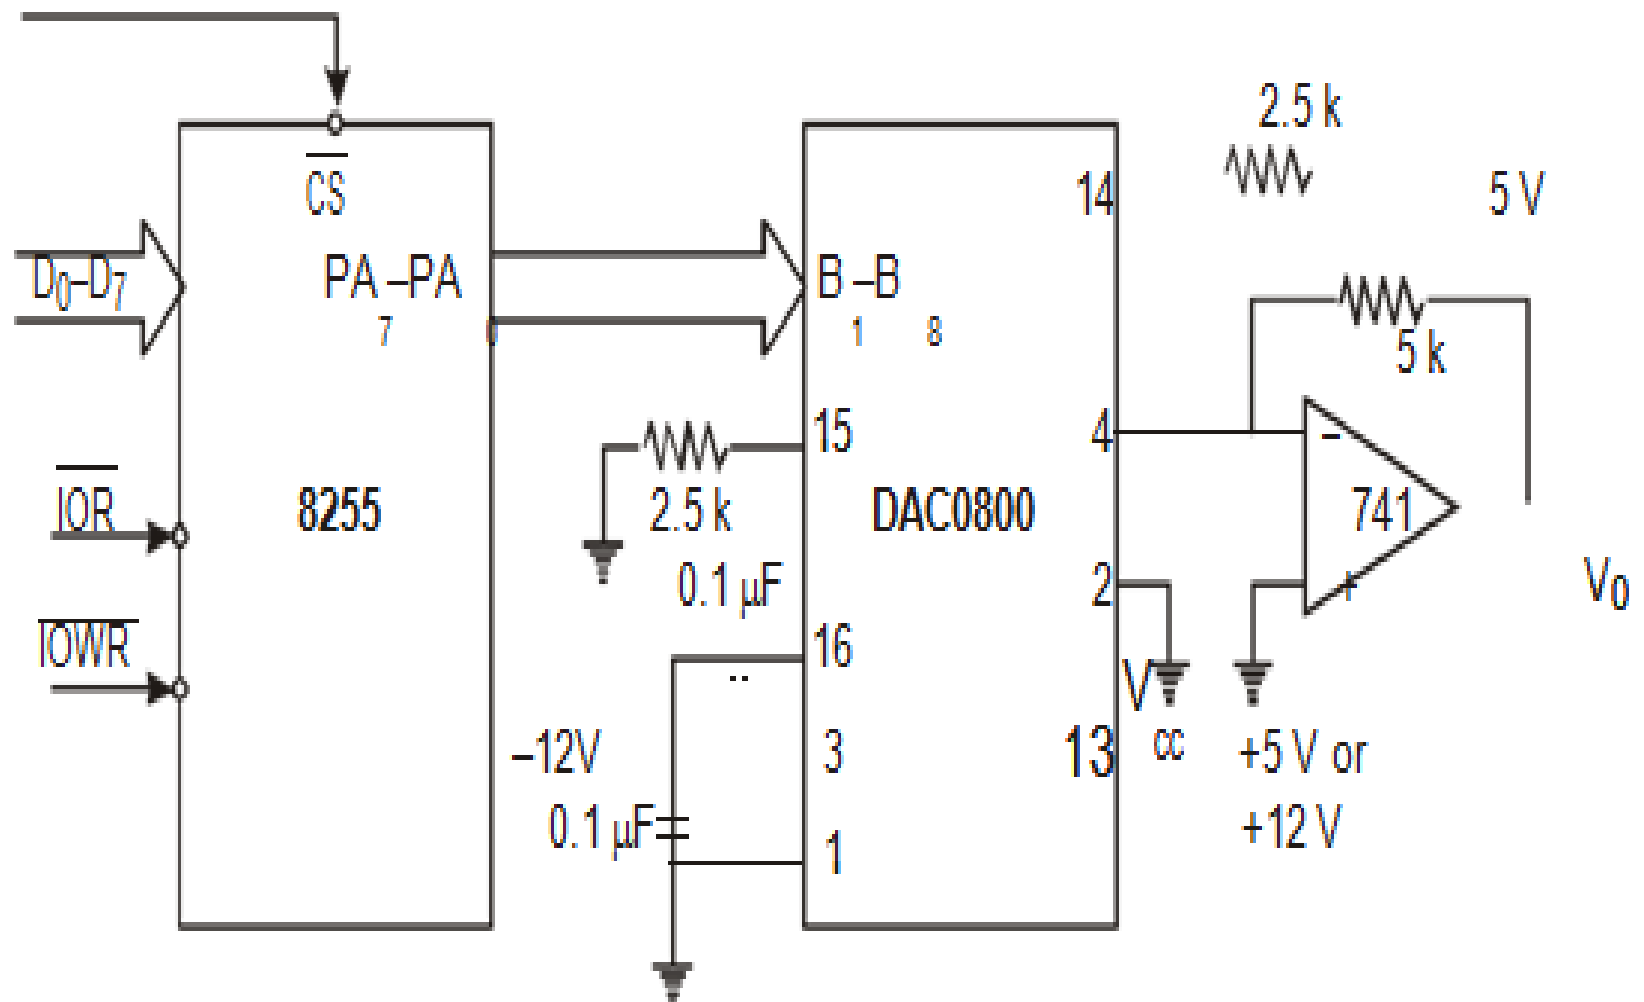 2.5 k
CS
14
5 V
D0–D7
PA –PA
7
B –B
1 8
5 k
15
4
–
IOR
8255
2.5 k
DAC0800
741
0.1 µF
2
+
V0
IOWR
16
V
CC
–12V
3
13
+5 V or
0.1 µF
1
+12 V